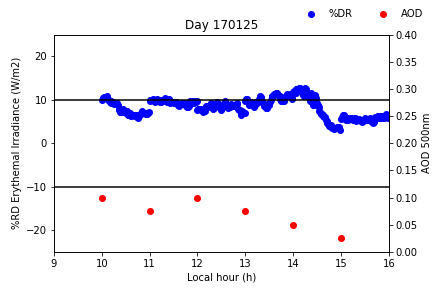 %DR AOD
Day 170125
%RD Erythemal Irradiance (W/m2)
20
10
0
−10
−20
0.40
0.35
0.30
0.25
0.20
0.15
0.10
0.05
0.00
AOD 500nm
9 10 11 12 13 14 15 16
Local hour (h)